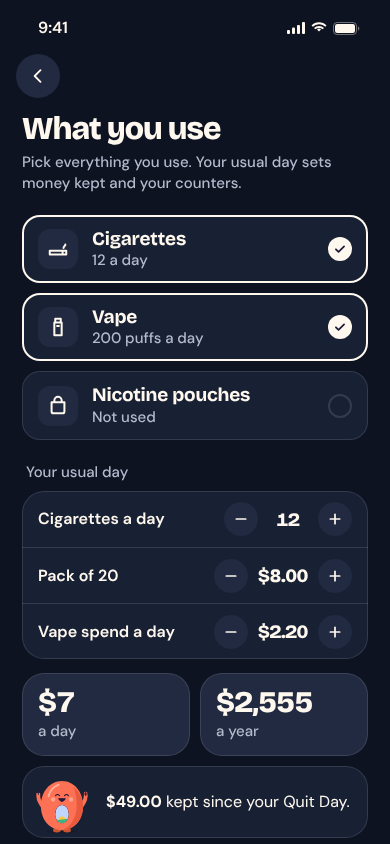 9:41
What you use
Pick everything you use. Your usual day sets
money kept and your counters.
Cigarettes
12 a day
Vape
200 puffs a day
Nicotine pouches
Not used
Your usual day
Cigarettes a day − 12 +
Pack of 20 − $8.00 +
Vape spend a day − $2.20 +
$7
a day
$2,555
a year
$49.00 kept since your Quit Day.